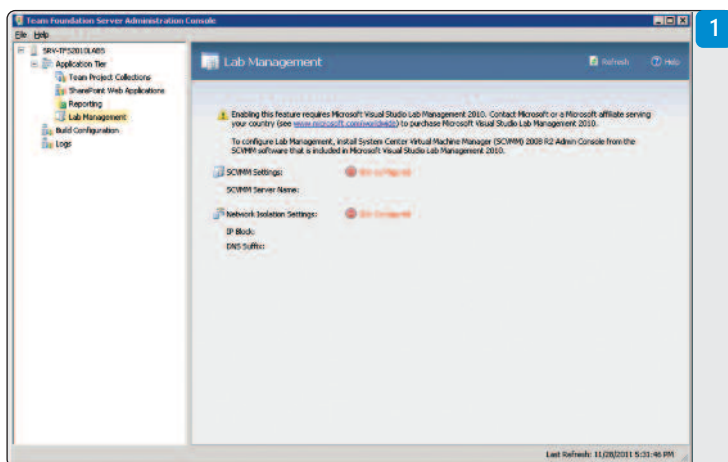 Team Foundation Server Administration Console
File Help
SRV-TFS2010LABS
Application Tier
Team Project Collections
SharePoint Web Applications
Reporting
Lab Management
Build Configuration
Logs
Lab Management
Refresh
Help
Enabling this feature requires Microsoft Visual Studio Lab Management 2010. Contact Microsoft or a Microsoft affiliate serving
your country (see www.microsoft.com/worldwide) to purchase Microsoft Visual Studio Lab Management 2010.
To configure Lab Management, install System Center Virtual Machine Manager (SCVMM) 2008 R2 Admin Console from the
SCVMM software that is included in Microsoft Visual Studio Lab Management 2010.
SCVMM Settings:
SCVMM Server Name:
Network Isolation Settings:
IP Block:
DNS Suffix:
Last Refresh: 11/28/2011 5:31:46 PM
1